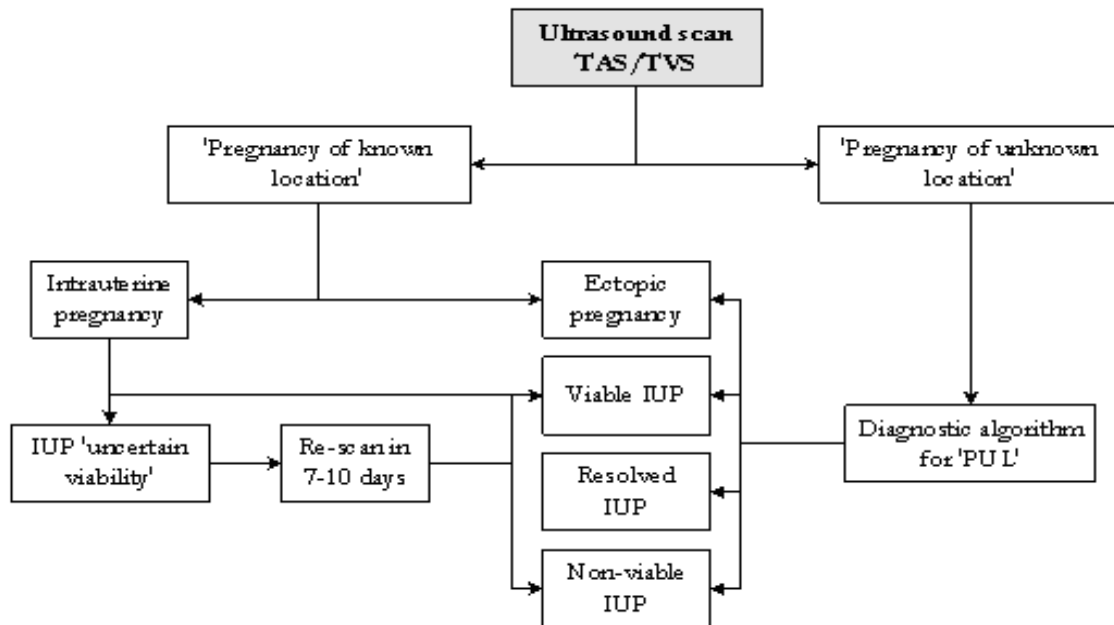 Ultrasound scan
TAS/TVS
'Pregnancy of known
location'
'Pregnancy of unknown
location'
Intrauterine
pregnancy
Ectopic
pregnancy
Viable IUP
IUP 'uncertain
viability'
Re-scan in
7-10 days
Resolved
IUP
Diagnostic algorithm
for 'PUL'
Non-viable
IUP